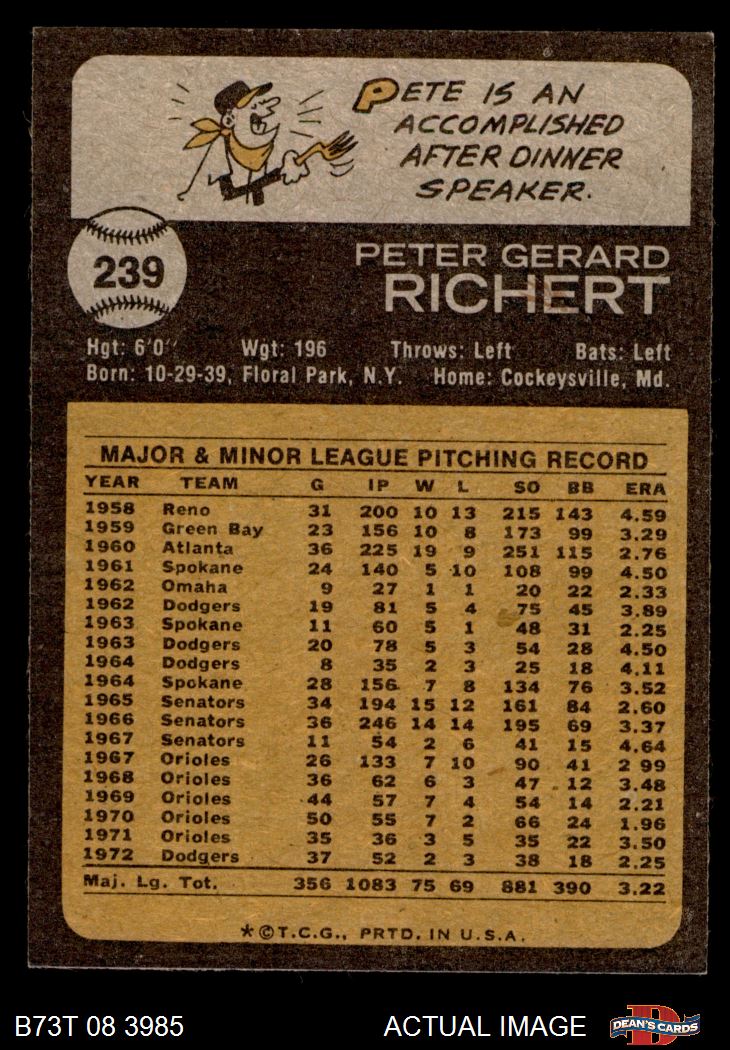 PETE IS AN
ACCOMPLISHED
AFTER DINNER
SPEAKER.
239
PETER GERARD
RICHERT
Hgt: 6'0" Wgt: 196 Throws: Left Bats: Left
Born: 10-29-39, Floral Park, N.Y. Home: Cockeysville, Md.
MAJOR & MINOR LEAGUE PITCHING RECORD
YEAR TEAM G IP W L SO BB ERA
1958 Reno 31 200 10 13 215 143 4.59
1959 Green Bay 23 156 10 8 173 99 3.29
1960 Atlanta 36 225 19 9 251 115 2.76
1961 Spokane 24 140 5 10 108 99 4.50
1962 Omaha 9 27 1 1 20 22 2.33
1962 Dodgers 19 81 5 4 75 45 3.89
1963 Spokane 11 60 5 1 48 31 2.25
1963 Dodgers 20 78 5 3 54 28 4.50
1964 Dodgers 8 35 2 3 25 18 4.11
1964 Spokane 28 156 7 8 134 76 3.52
1965 Senators 34 194 15 12 161 84 2.60
1966 Senators 36 246 14 14 195 69 3.37
1967 Senators 11 54 2 6 41 15 4.64
1967 Orioles 26 133 7 10 90 41 2 99
1968 Orioles 36 62 6 3 47 12 3.48
1969 Orioles 44 57 7 4 54 14 2.21
1970 Orioles 50 55 7 2 66 24 1.96
1971 Orioles 35 36 3 5 35 22 3.50
1972 Dodgers 37 52 2 3 38 18 2.25
Maj. Lg. Tot. 356 1083 75 69 881 390 3.22
*©T.C.G., PRTD. IN U.S.A.
B73T 08 3985 ACTUAL IMAGE D DEAN'S CARDS